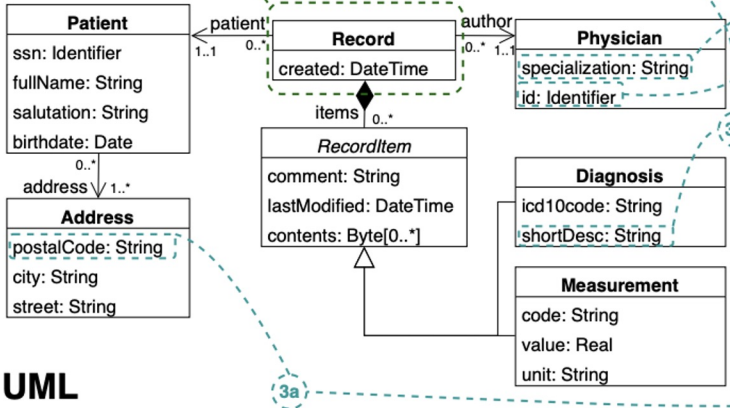 Patient
ssn: Identifier
fullName: String
salutation: String
birthdate: Date
patient
1..1
0..*
Record
created: DateTime
author
0..*
1..1
Physician
specialization: String
id: Identifier
items
0..*
RecordItem
comment: String
lastModified: DateTime
contents: Byte[0..*]
0..*
address
1..*
Address
postalCode: String
city: String
street: String
Diagnosis
icd10code: String
shortDesc: String
Measurement
code: String
value: Real
unit: String
UML
3a